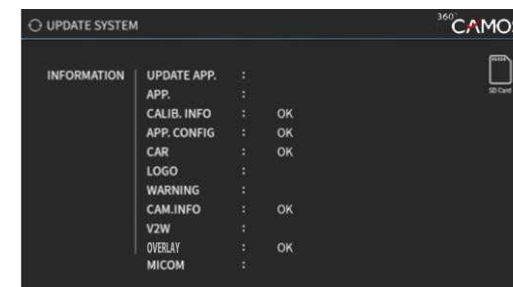 UPDATE SYSTEM
360°CAMOS
INFORMATION
UPDATE APP. :
APP. :
CALIB. INFO : OK
APP. CONFIG : OK
CAR : OK
LOGO :
WARNING :
CAM.INFO : OK
V2W :
OVERLAY : OK
MICOM :
SD Card